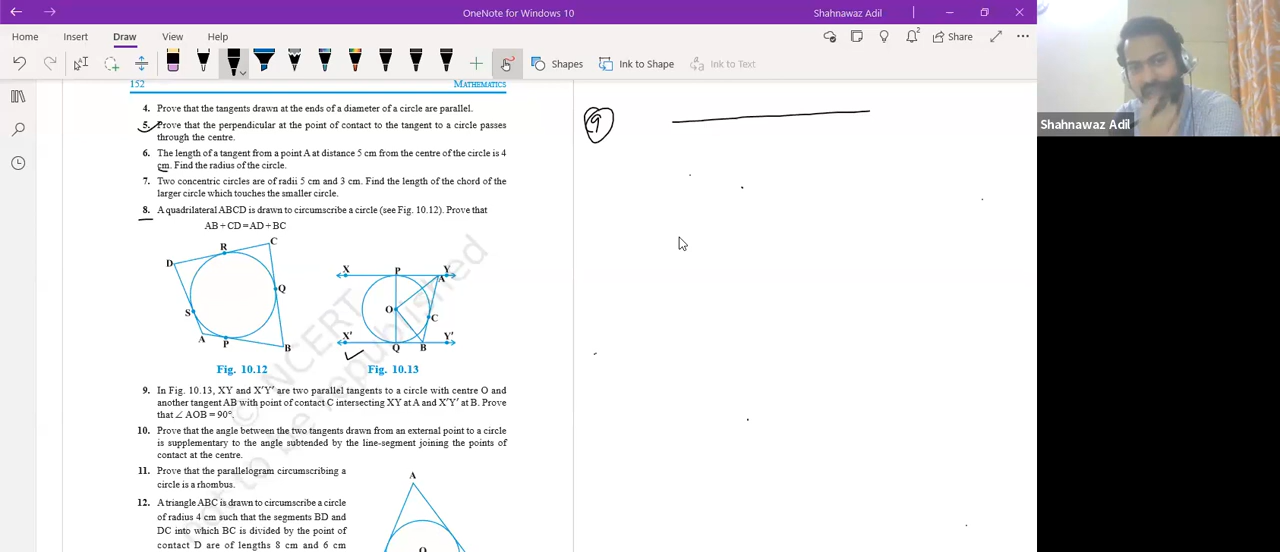 OneNote for Windows 10
Shahnawaz Adil
Home Insert Draw View Help
Share
Shapes Ink to Shape Ink to Text
152 MATHEMATICS
4. Prove that the tangents drawn at the ends of a diameter of a circle are parallel.
5. Prove that the perpendicular at the point of contact to the tangent to a circle passes
through the centre.
6. The length of a tangent from a point A at distance 5 cm from the centre of the circle is 4
cm. Find the radius of the circle.
7. Two concentric circles are of radii 5 cm and 3 cm. Find the length of the chord of the
larger circle which touches the smaller circle.
8. A quadrilateral ABCD is drawn to circumscribe a circle (see Fig. 10.12). Prove that
AB + CD = AD + BC
R C
D
Q
S
A P B
X P Y
A
O
C
X′ Y′
Q B
Fig. 10.12 Fig. 10.13
9. In Fig. 10.13, XY and X′Y′ are two parallel tangents to a circle with centre O and
another tangent AB with point of contact C intersecting XY at A and X′Y′ at B. Prove
that ∠ AOB = 90°.
10. Prove that the angle between the two tangents drawn from an external point to a circle
is supplementary to the angle subtended by the line-segment joining the points of
contact at the centre.
11. Prove that the parallelogram circumscribing a
circle is a rhombus.
12. A triangle ABC is drawn to circumscribe a circle
of radius 4 cm such that the segments BD and
DC into which BC is divided by the point of
contact D are of lengths 8 cm and 6 cm
A
O
© NCERT
not to be republished
9
Shahnawaz Adil